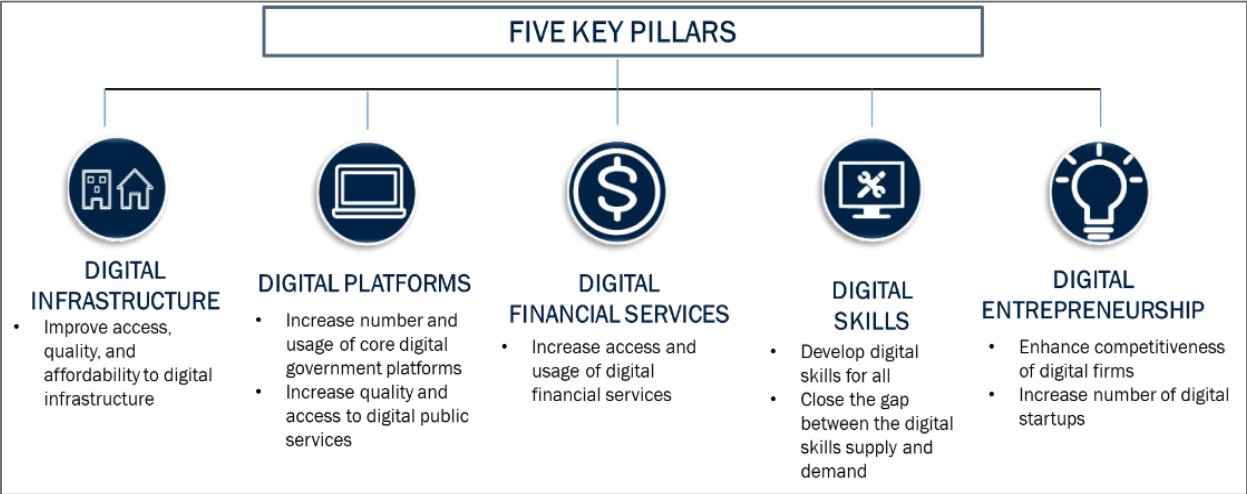 FIVE KEY PILLARS
DIGITAL
INFRASTRUCTURE
• Improve access,
quality, and
affordability to digital
infrastructure
DIGITAL PLATFORMS
• Increase number and
usage of core digital
government platforms
• Increase quality and
access to digital public
services
DIGITAL
FINANCIAL SERVICES
• Increase access and
usage of digital
financial services
DIGITAL
SKILLS
• Develop digital
skills for all
• Close the gap
between the digital
skills supply and
demand
DIGITAL
ENTREPRENEURSHIP
• Enhance competitiveness
of digital firms
• Increase number of digital
startups